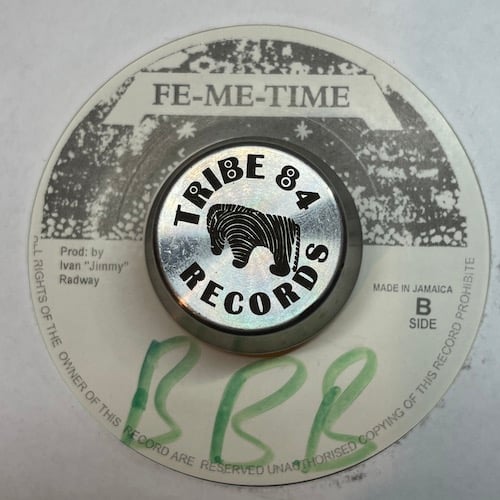 FE-ME-TIME
TRIBE 84
RECORDS
Prod: by
Ivan "Jimmy"
Radway
MADE IN JAMAICA
B
SIDE
BBB
ALL RIGHTS OF THE OWNER OF THIS RECORD ARE RESERVED UNAUTHORISED COPYING OF THIS RECORD PROHIBITE